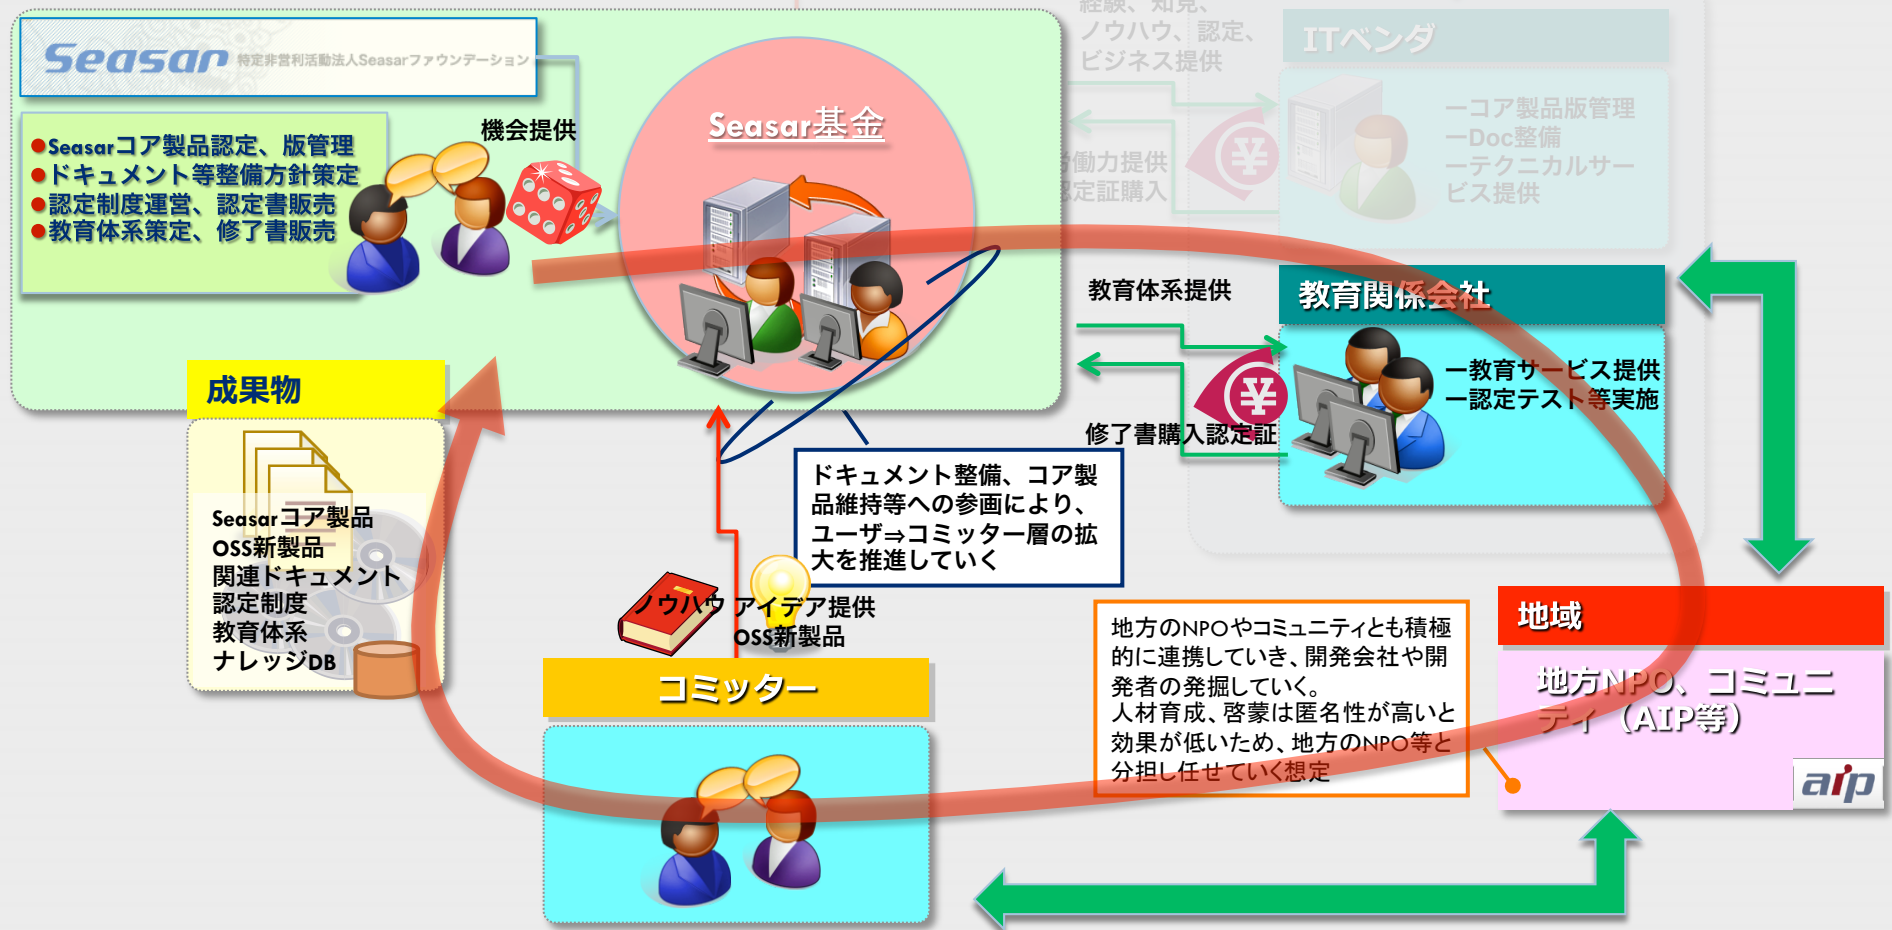 Seasar 特定非営利活動法人Seasarファウンデーション
●Seasarコア製品認定、版管理
●ドキュメント等整備方針策定
●認定制度運営、認定書販売
●教育体系策定、修了書販売
機会提供
Seasar基金
経験、知見、
ノウハウ、認定、
ビジネス提供
労働力提供
認定証購入
ITベンダ
ーコア製品版管理
ーDoc整備
ーテクニカルサー
ビス提供
教育体系提供
修了書購入認定証
教育関係会社
ー教育サービス提供
ー認定テスト等実施
成果物
Seasarコア製品
OSS新製品
関連ドキュメント
認定制度
教育体系
ナレッジDB
ドキュメント整備、コア製
品維持等への参画により、
ユーザ⇒コミッター層の拡
大を推進していく
ノウハウ アイデア提供
OSS新製品
コミッター
地方のNPOやコミュニティとも積極
的に連携していき、開発会社や開
発者の発掘していく。
人材育成、啓蒙は匿名性が高いと
効果が低いため、地方のNPO等と
分担し任せていく想定
地域
地方NPO、コミュニ
ティ（AIP等）
aip